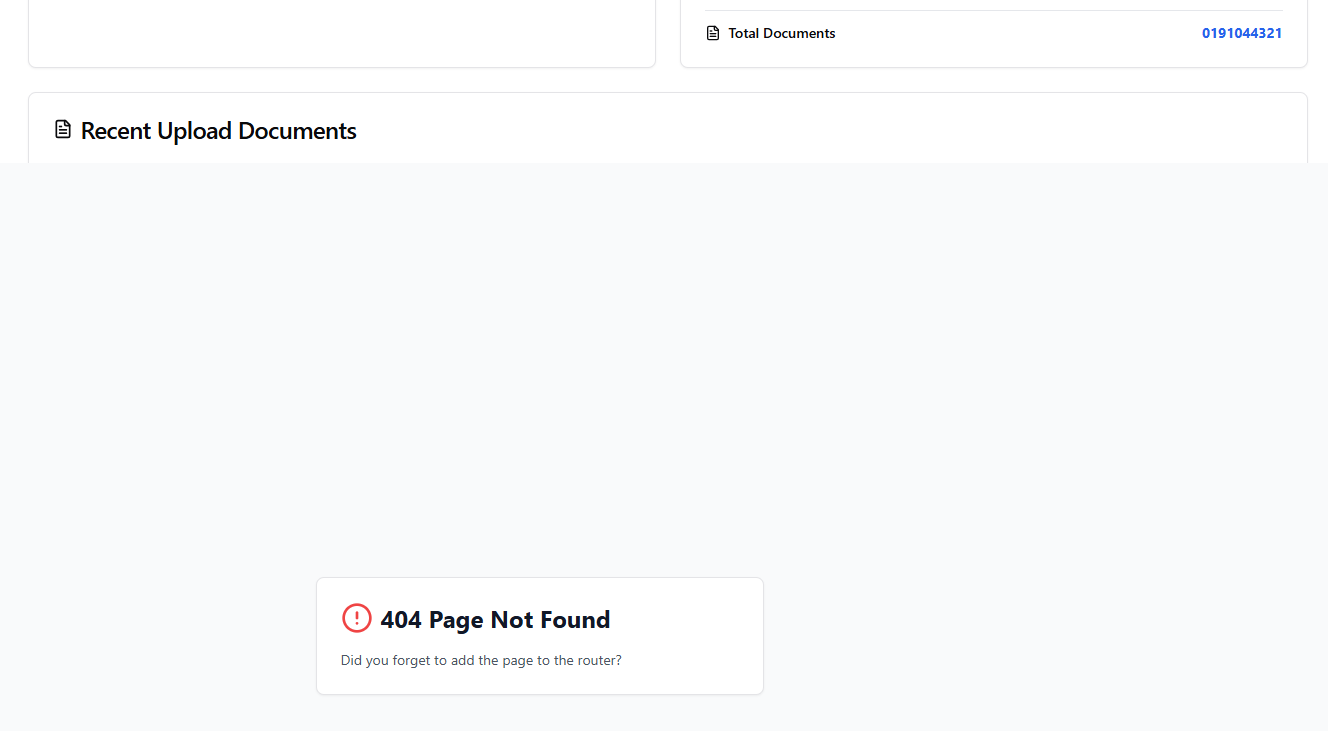 Total Documents
0191044321
Recent Upload Documents
404 Page Not Found
Did you forget to add the page to the router?